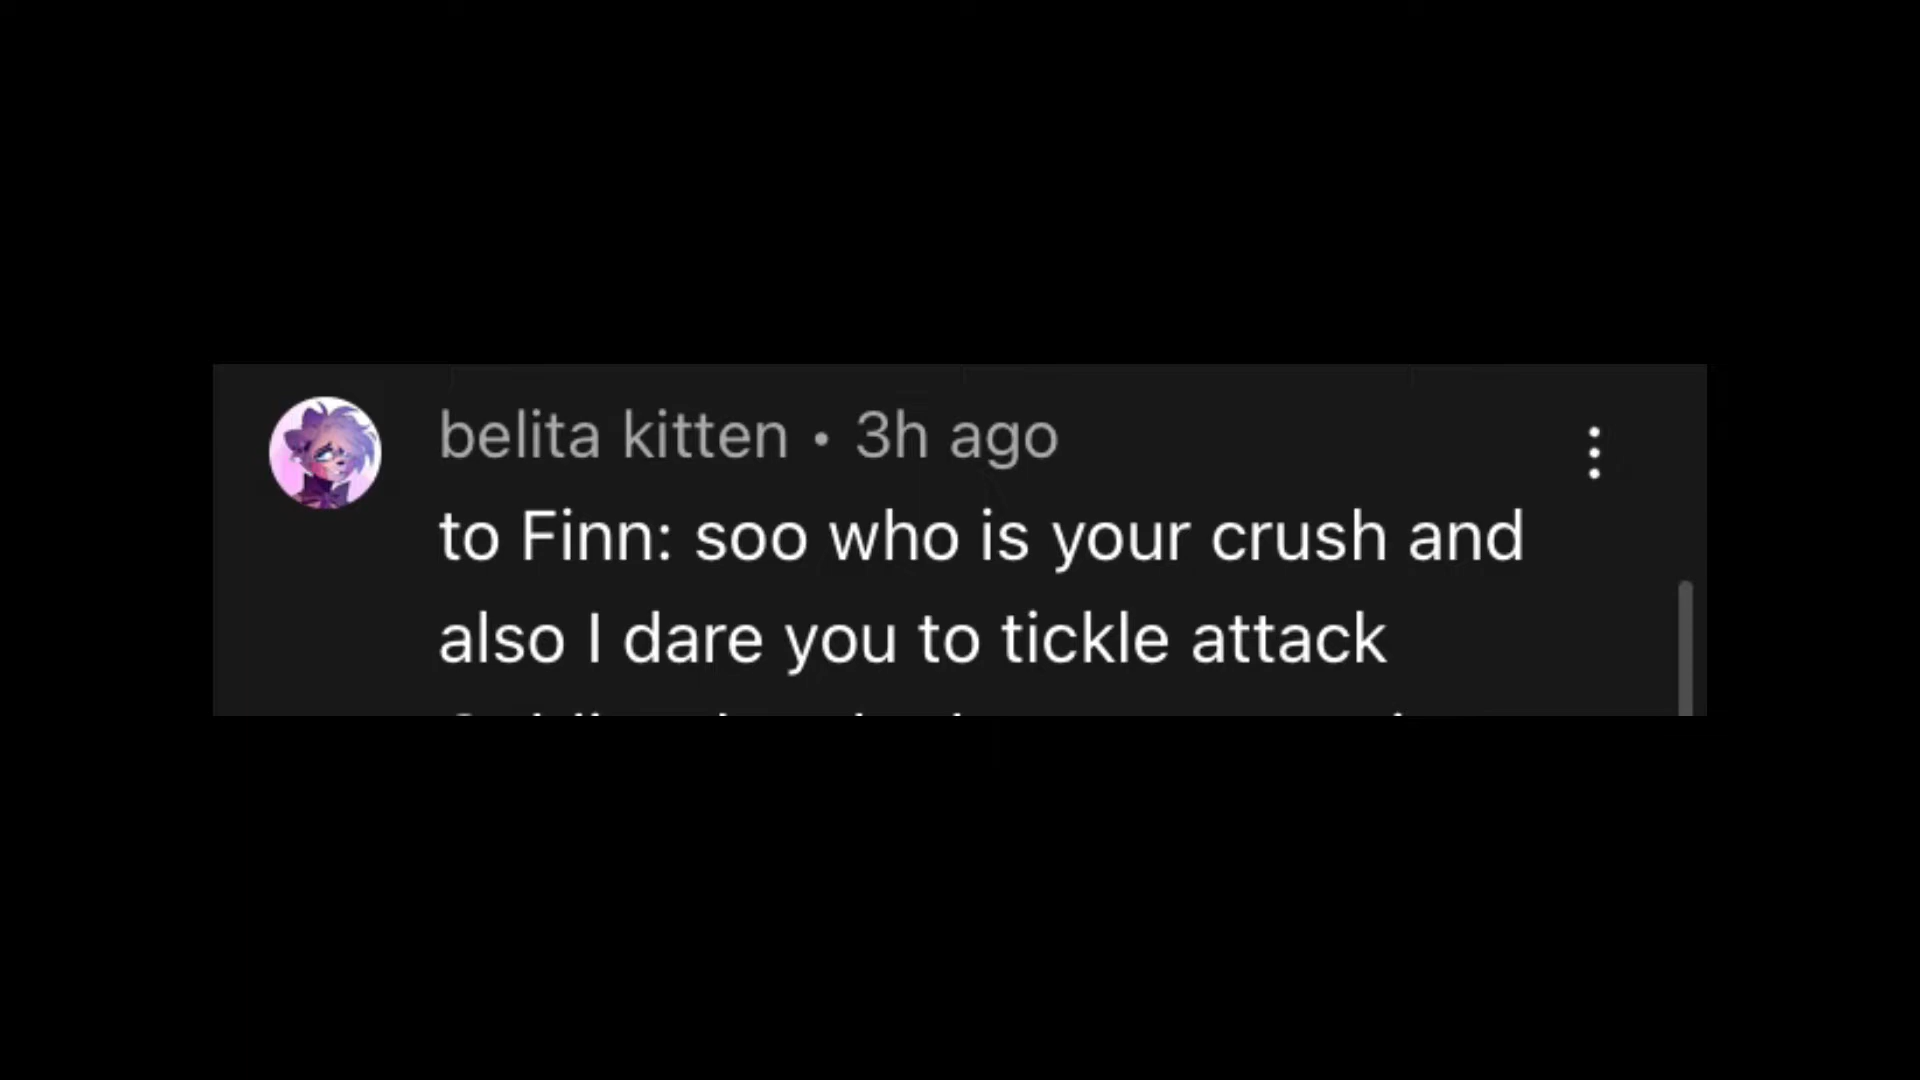 belita kitten • 3h ago
to Finn: soo who is your crush and
also I dare you to tickle attack